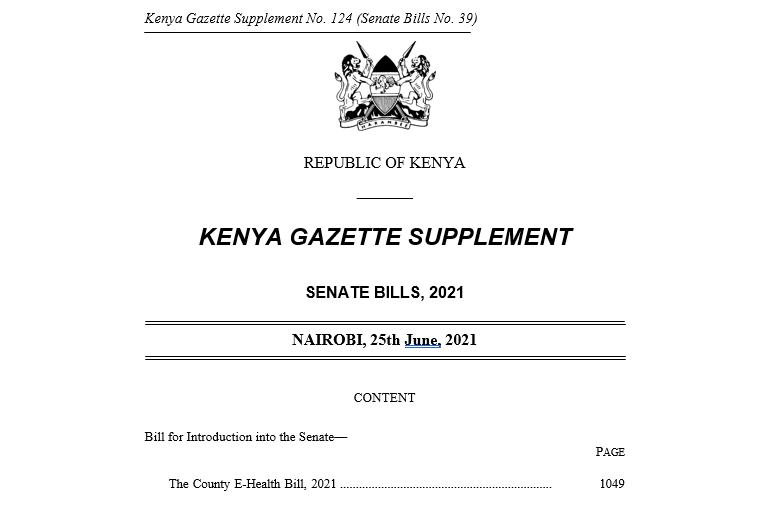 Kenya Gazette Supplement No. 124 (Senate Bills No. 39)
HARAMBEE
REPUBLIC OF KENYA
KENYA GAZETTE SUPPLEMENT
SENATE BILLS, 2021
NAIROBI, 25th June, 2021
CONTENT
Bill for Introduction into the Senate—
PAGE
The County E-Health Bill, 2021 .................................................................. 1049